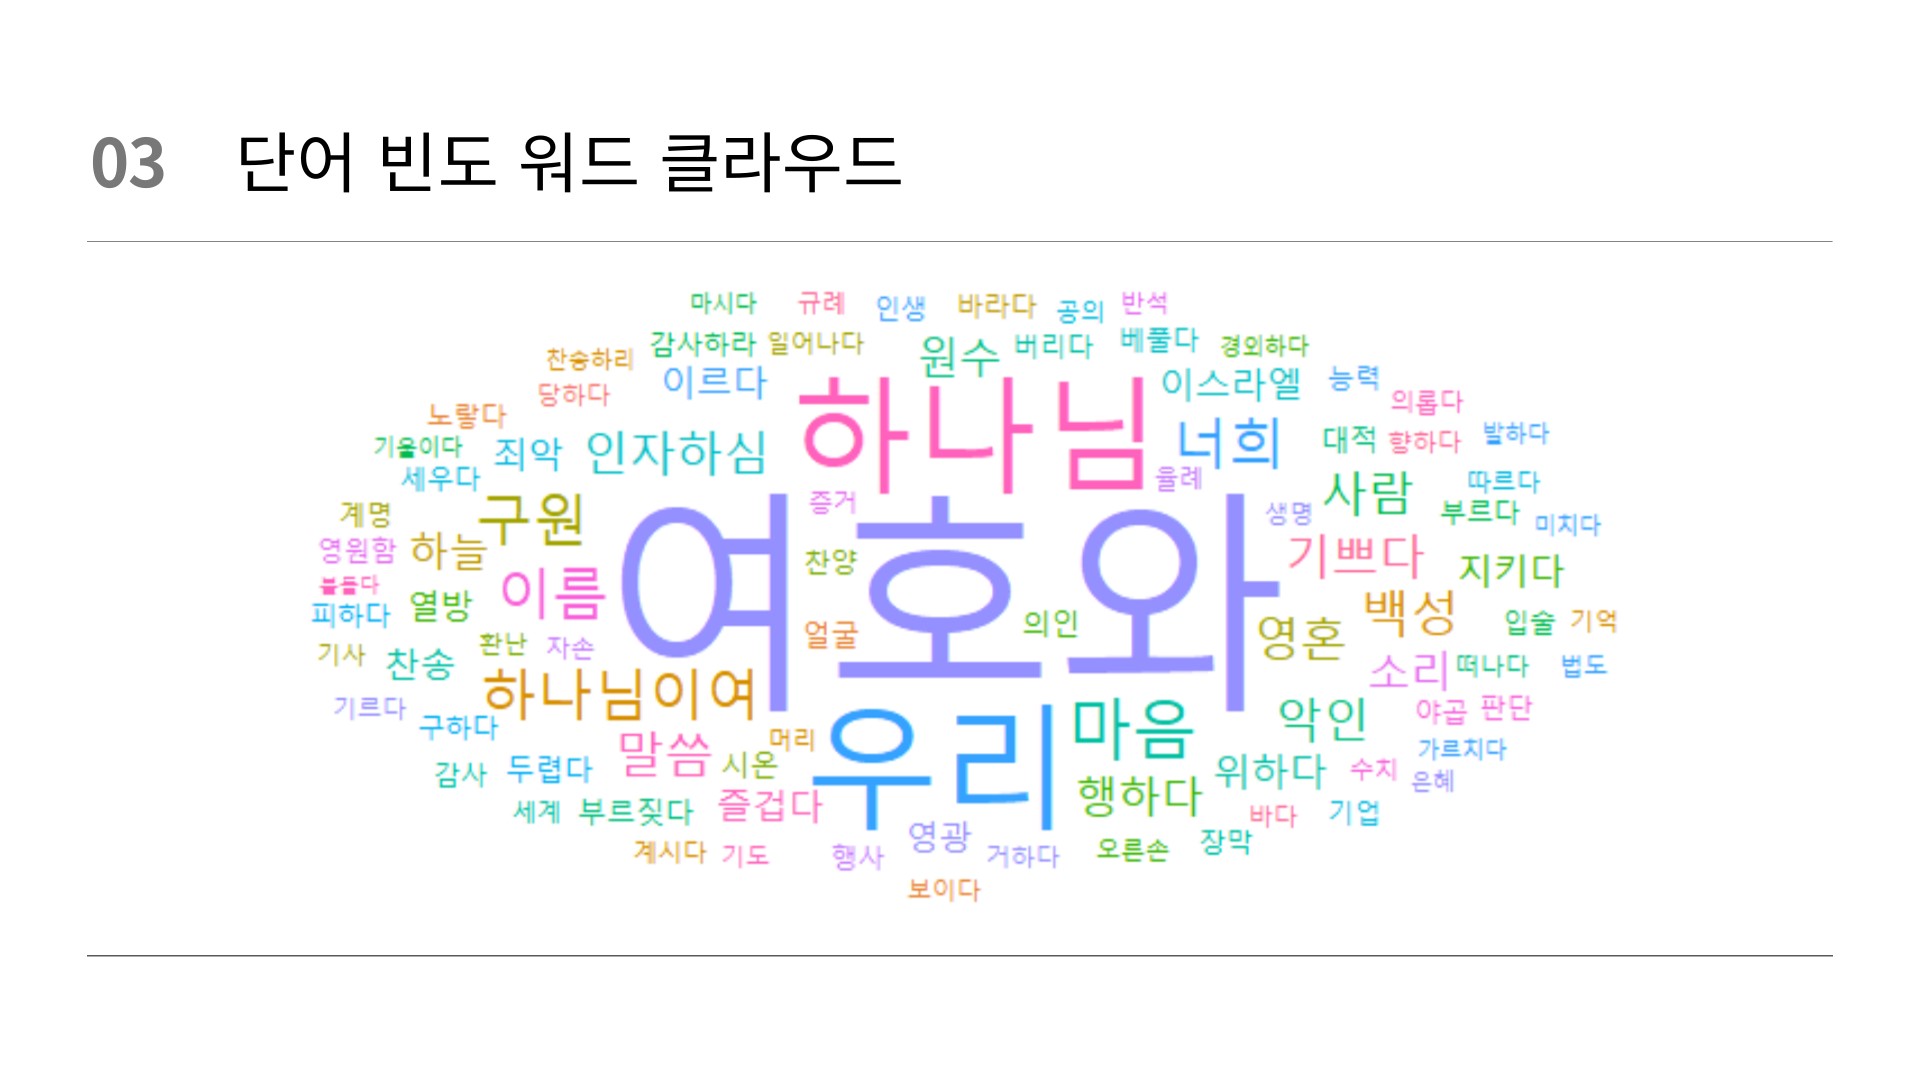 03 단어 빈도 워드 클라우드
마시다 규례 인생 바라다 공의 반석
찬송하리 감사하라 일어나다 원수 버리다 베풀다 경외하다
당하다 이르다 하나님 이스라엘 능력 의롭다
노랗다 기울이다 죄악 인자하심 너희 대적 향하다 발하다
세우다 율례 사람 따르다
계명 구원 증거 여호와 생명 부르다 미치다
영원함 하늘 찬양 기쁘다 지키다
붙들다 이름
피하다 열방 얼굴 의인 백성 입술 기억
기사 찬송 환난 자손 영혼 소리 떠나다 법도
기르다 하나님이여 우리 마음 악인 야곱 판단
구하다 말씀 머리 가르치다
감사 두렵다 시온 행하다 위하다 수치 은혜
세계 부르짖다 즐겁다 바다 기업
계시다 기도 행사 영광 거하다 오른손 장막
보이다